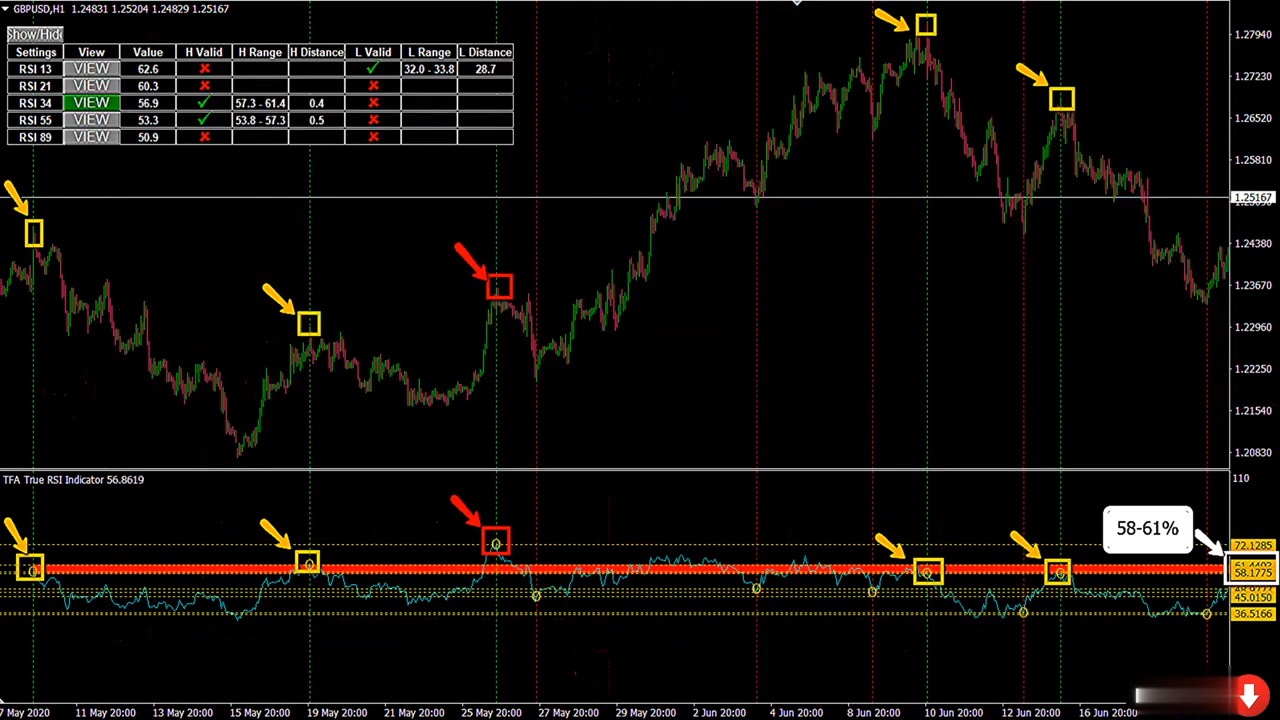 GBPUSD,H1 1.24831 1.25204 1.24829 1.25167
Show/Hid
Settings View Value H Valid H Range H Distance L Valid L Range L Distance
RSI 13 VIEW 62.6 32.0 - 33.8 28.7
RSI 21 VIEW 60.3
RSI 34 VIEW 56.9 57.3 - 61.4 0.4
RSI 55 VIEW 53.3 53.8 - 57.3 0.5
RSI 89 VIEW 50.9
1.27940
1.27230
1.26520
1.25810
1.25167
1.24380
1.23670
1.22960
1.22250
1.21540
1.20830
TFA True RSI Indicator 56.8619
110
58-61%
72.1285
58.1775
45.0150
36.5166
7 May 2020 11 May 20:00 13 May 20:00 15 May 20:00 19 May 20:00 21 May 20:00 25 May 20:00 27 May 20:00 29 May 20:00 2 Jun 20:00 4 Jun 20:00 8 Jun 20:00 10 Jun 20:00 12 Jun 20:00 16 Jun 20:00